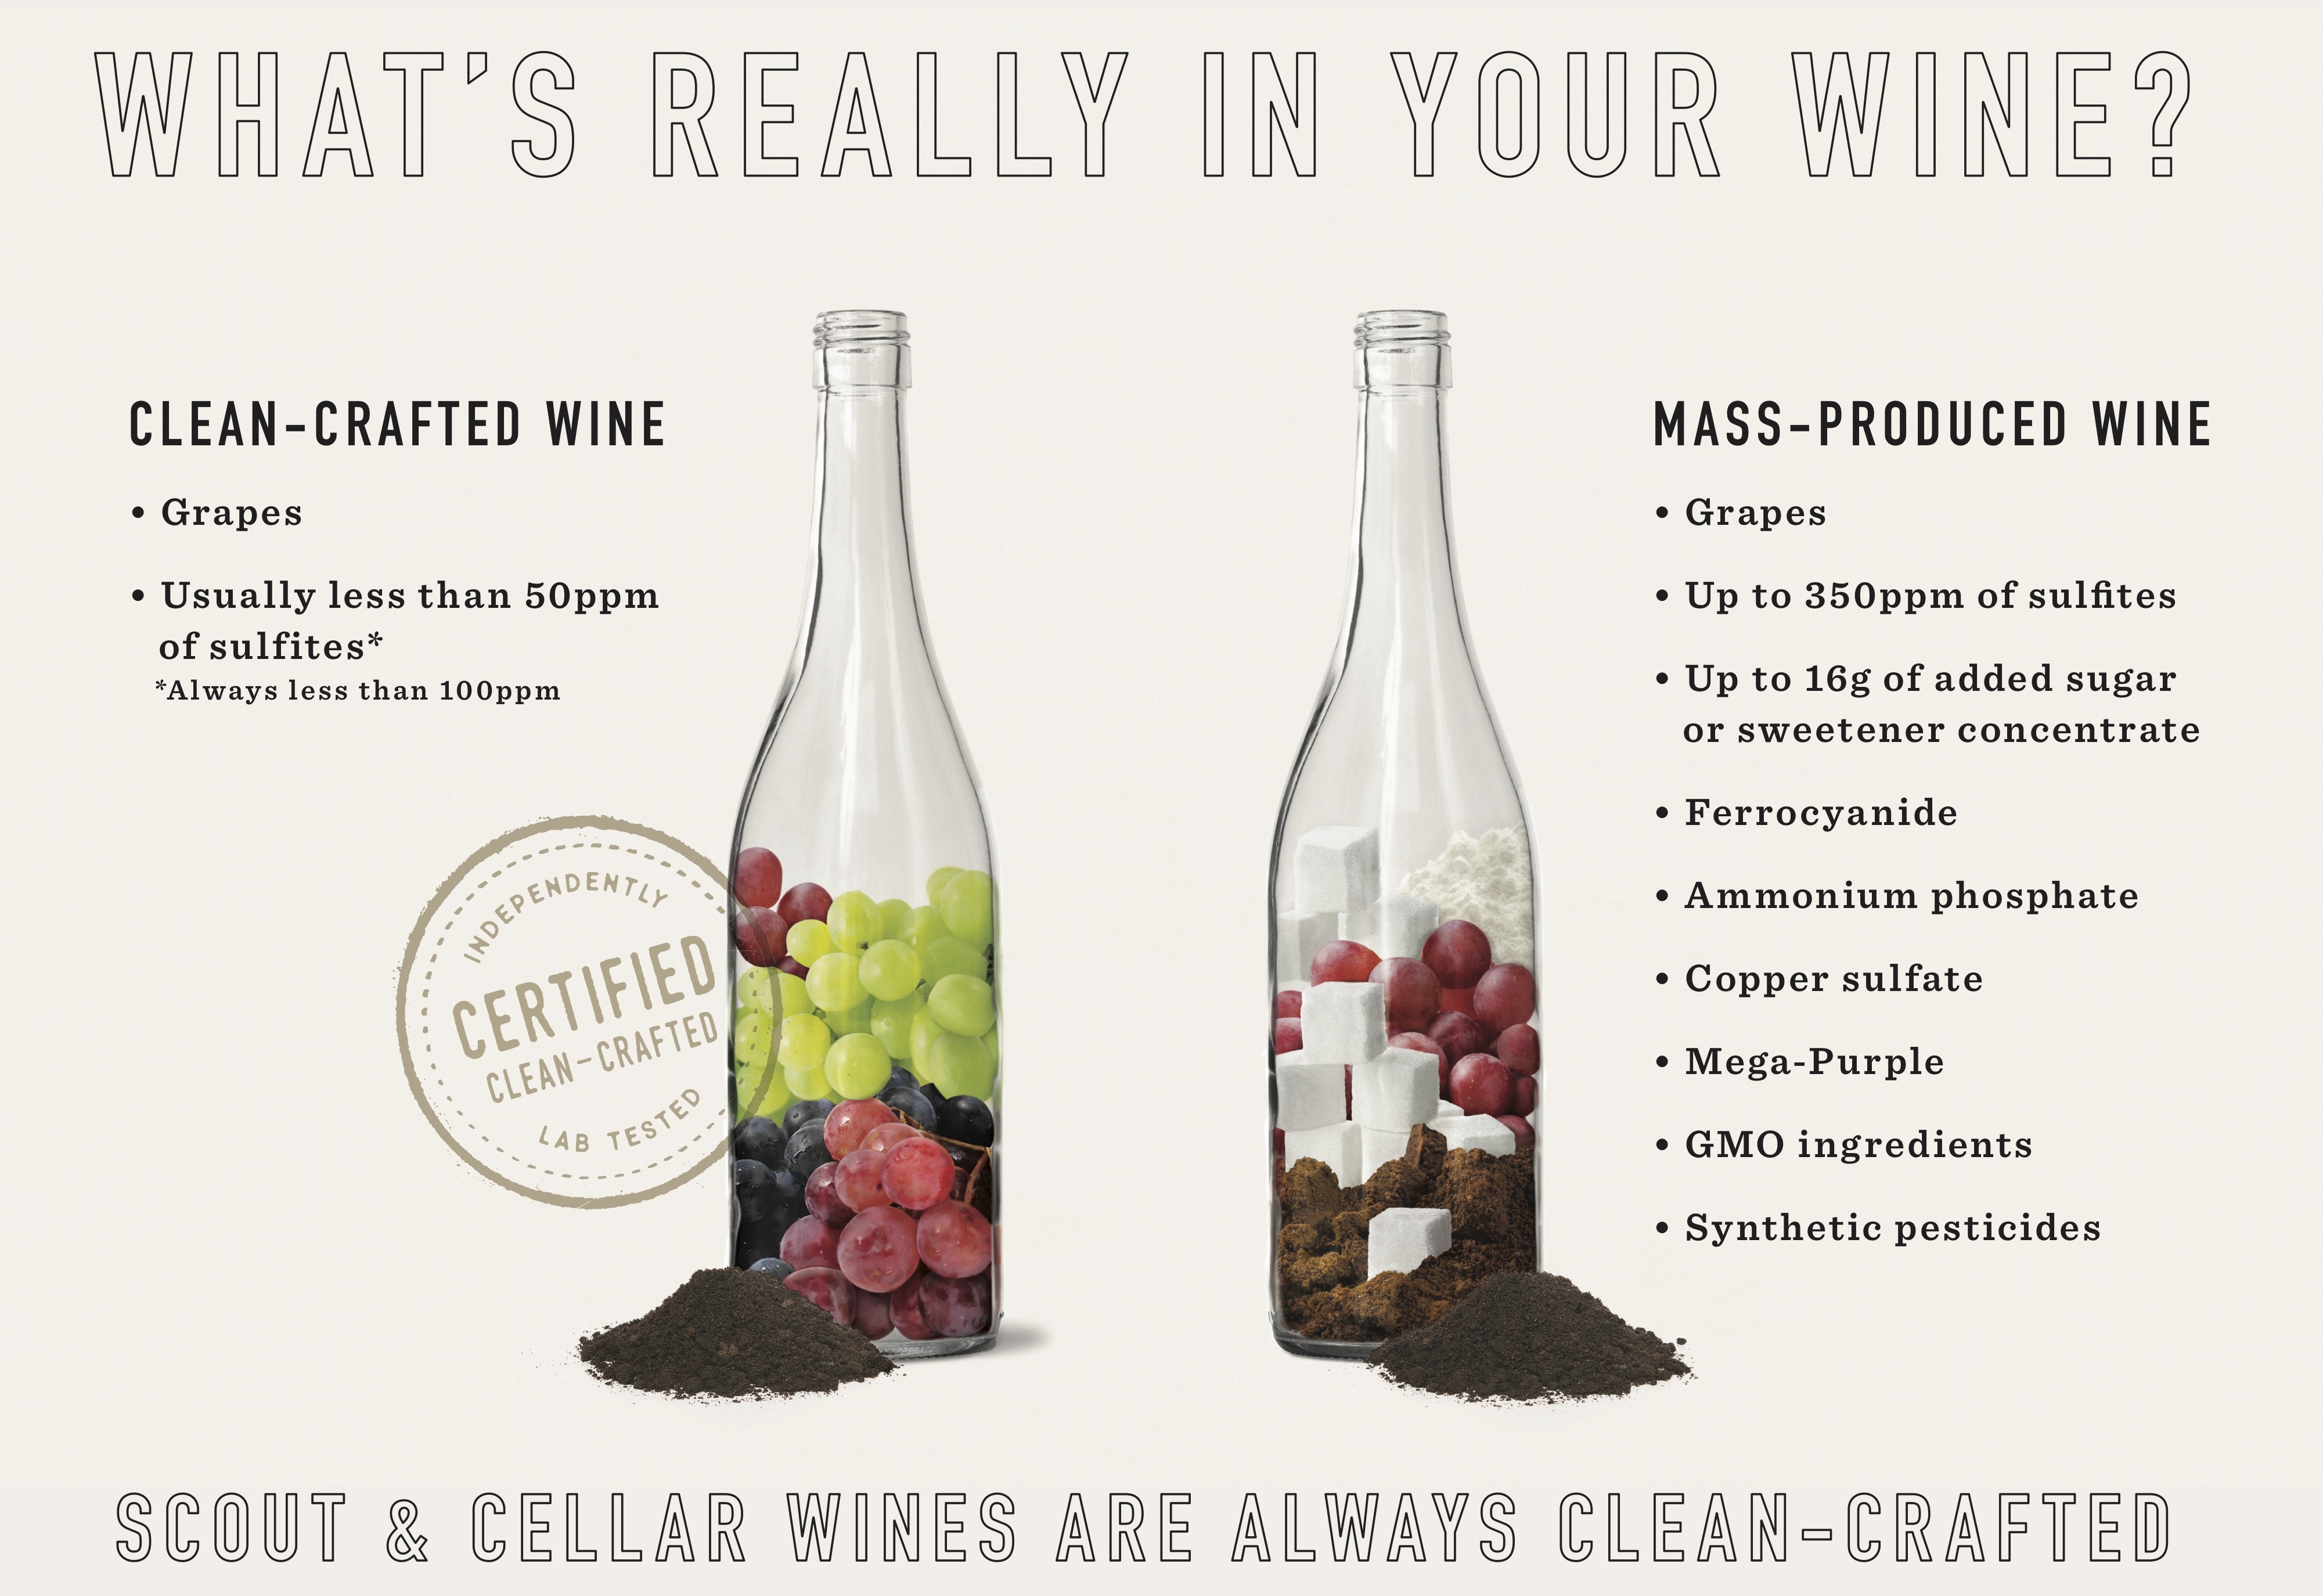 WHAT'S REALLY IN YOUR WINE?
CLEAN-CRAFTED WINE
• Grapes
• Usually less than 50ppm
of sulfites*
*Always less than 100ppm
INDEPENDENTLY
CERTIFIED
CLEAN-CRAFTED
LAB TESTED
MASS-PRODUCED WINE
• Grapes
• Up to 350ppm of sulfites
• Up to 16g of added sugar
or sweetener concentrate
• Ferrocyanide
• Ammonium phosphate
• Copper sulfate
• Mega-Purple
• GMO ingredients
• Synthetic pesticides
SCOUT & CELLAR WINES ARE ALWAYS CLEAN-CRAFTED